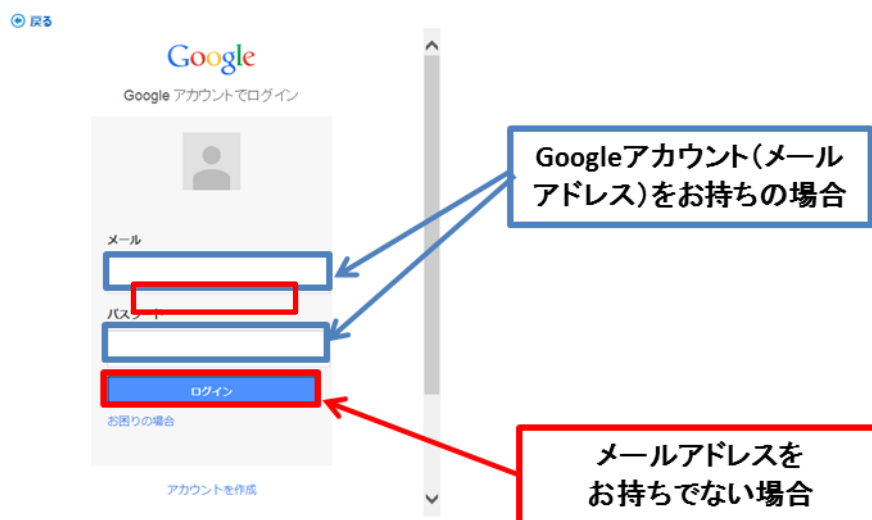 戻る
Google
Google アカウントでログイン
Googleアカウント(メール
アドレス)をお持ちの場合
メール
パスワード
ログイン
お困りの場合
メールアドレスを
お持ちでない場合
アカウントを作成